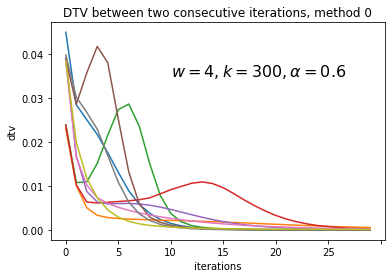 DTV between two consecutive iterations, method 0
w = 4, k = 300, α = 0.6
dtv
0.04
0.03
0.02
0.01
0.00
0 5 10 15 20 25
iterations